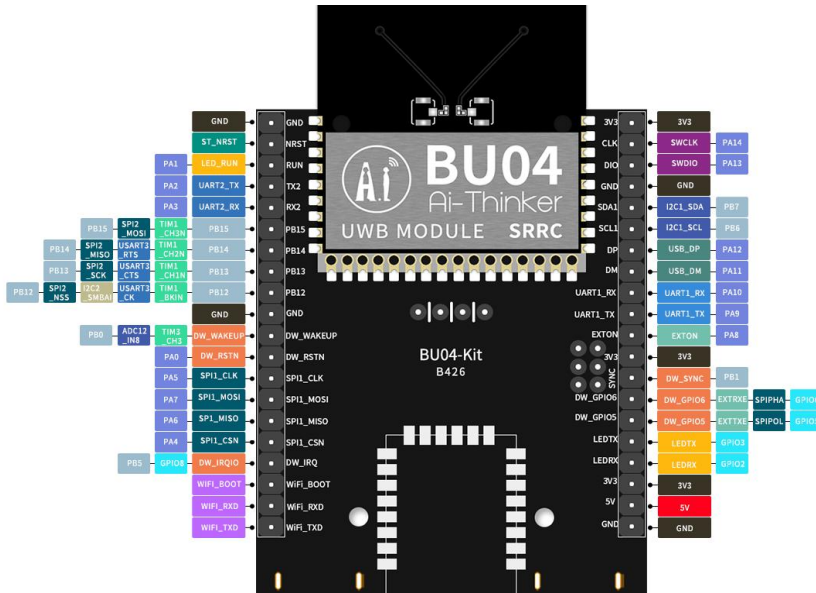 BU04
Ai-Thinker
UWB MODULE SRRC
BU04-Kit
B426
SYNC
GND GND
ST_NRST NRST
PA1 LED_RUN RUN
PA2 UART2_TX TX2
PA3 UART2_RX RX2
PB15 SPI2_MOSI TIM1_CH3N PB15 PB15
PB14 SPI2_MISO USART3_RTS TIM1_CH2N PB14 PB14
PB13 SPI2_SCK USART3_CTS TIM1_CH1N PB13 PB13
PB12 SPI2_NSS I2C2_SMBAI USART3_CK TIM1_BKIN PB12 PB12
GND GND
PB0 ADC12_IN8 TIM3_CH3 DW_WAKEUP DW_WAKEUP
PA0 DW_RSTN DW_RSTN
PA5 SPI1_CLK SPI1_CLK
PA7 SPI1_MOSI SPI1_MOSI
PA6 SP1_MISO SPI1_MISO
PA4 SPI1_CSN SPI1_CSN
PB5 GPIO8 DW_IRQIO DW_IRQ
WIFI_BOOT WiFi_BOOT
WIFI_RXD WiFi_RXD
WIFI_TXD WiFi_TXD
3V3 3V3
CLK SWCLK PA14
DIO SWDIO PA13
GND GND
SDA1 I2C1_SDA PB7
SCL1 I2C1_SCL PB6
DP USB_DP PA12
DM USB_DM PA11
UART1_RX UART1_RX PA10
UART1_TX UART1_TX PA9
EXTON EXTON PA8
3V3 3V3
DW_SYNC PB1
DW_GPIO6 DW_GPIO6 EXTRXE SPIPHA
DW_GPIO5 DW_GPIO5 EXTTXE SPIPOL
LEDTX LEDTX GPIO3
LEDRX LEDRX GPIO2
3V3 3V3
5V 5V
GND GND